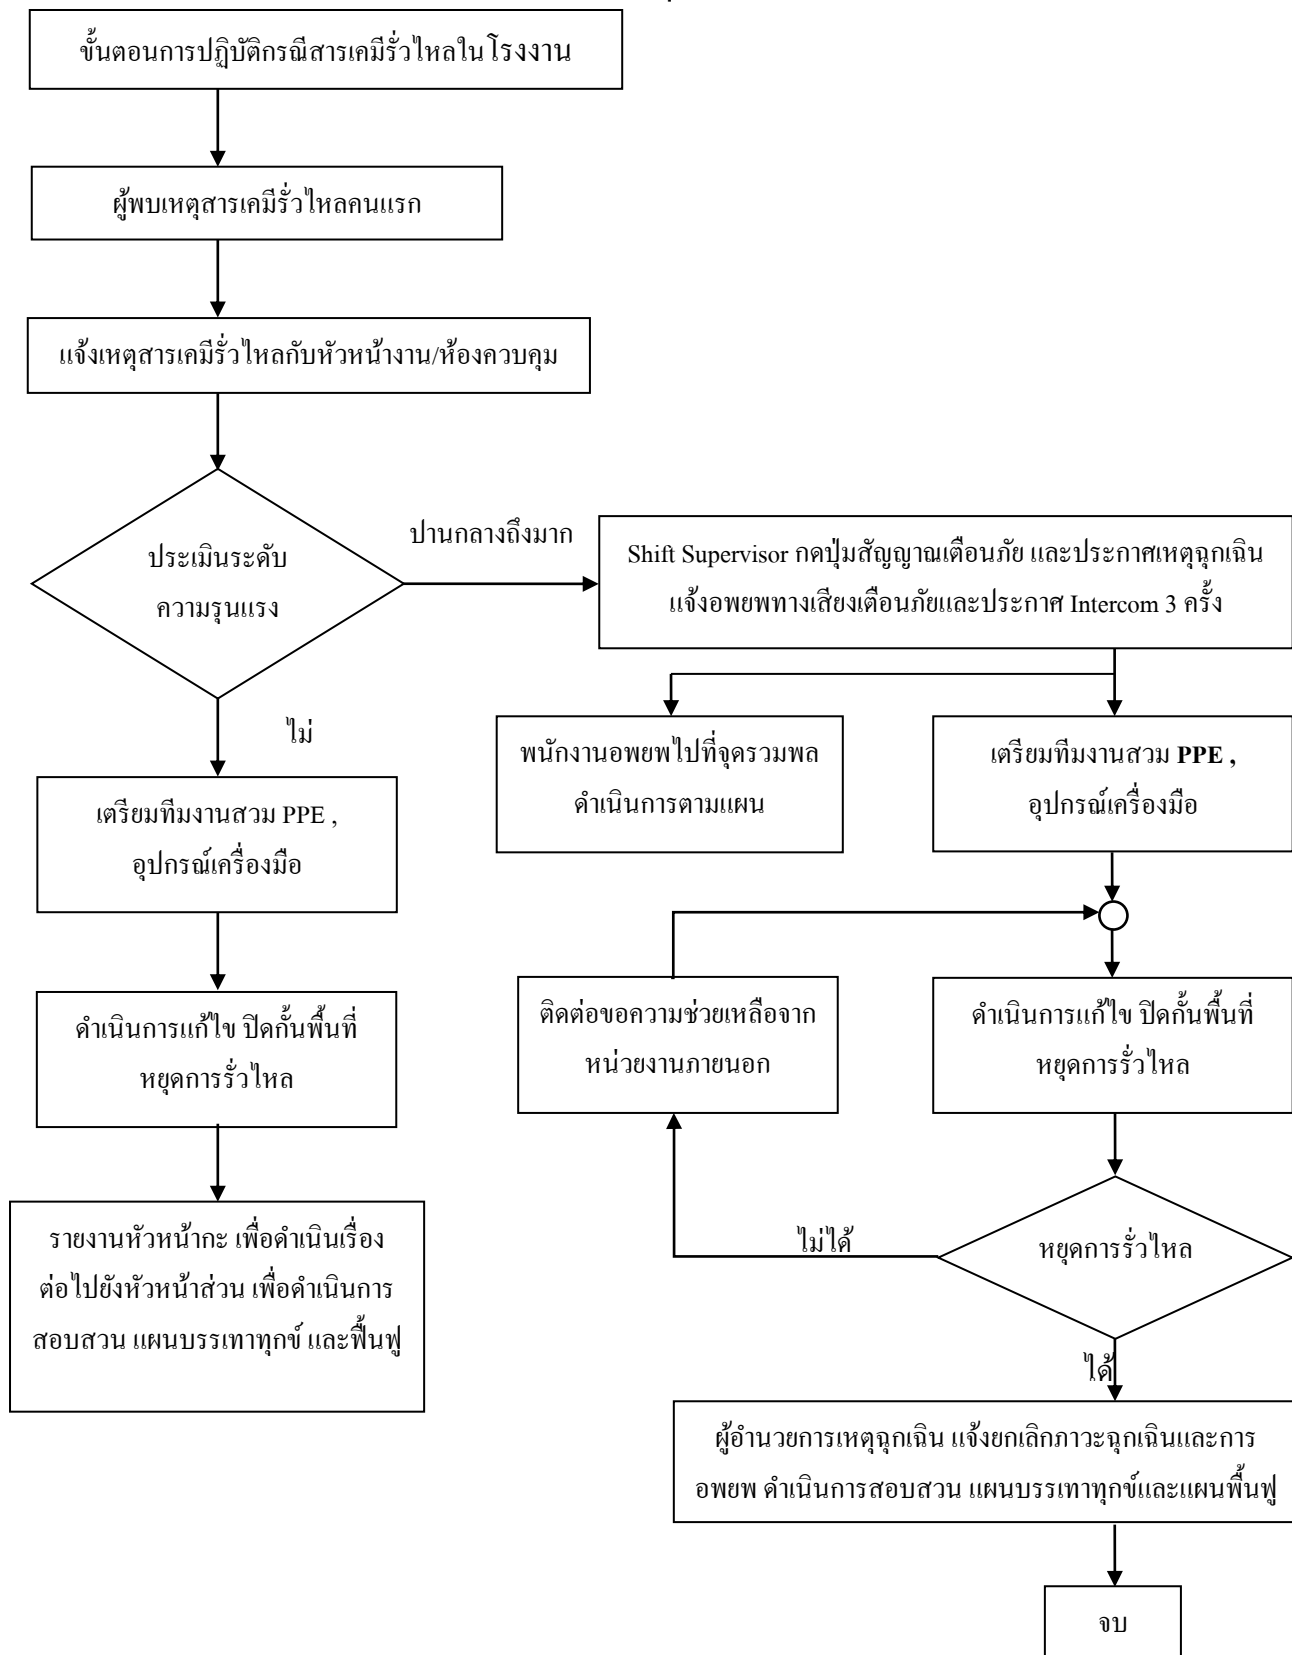 ขั้นตอนการปฏิบัติกรณีสารเคมีรั่วไหลในโรงงาน
ผู้พบเหตุสารเคมีรั่วไหลคนแรก
แจ้งเหตุสารเคมีรั่วไหลกับหัวหน้างาน/ห้องควบคุม
ประเมินระดับ
ความรุนแรง
ปานกลางถึงมาก
Shift Supervisor กดปุ่มสัญญาณเตือนภัย และประกาศเหตุฉุกเฉิน
แจ้งอพยพทางเสียงเตือนภัยและประกาศ Intercom 3 ครั้ง
ไม่
เตรียมทีมงานสวม PPE ,
อุปกรณ์เครื่องมือ
ดำเนินการแก้ไข ปิดกั้นพื้นที่
หยุดการรั่วไหล
รายงานหัวหน้ากะ เพื่อดำเนินเรื่อง
ต่อไปยังหัวหน้าส่วน เพื่อดำเนินการ
สอบสวน แผนบรรเทาทุกข์ และฟื้นฟู
พนักงานอพยพไปที่จุดรวมพล
ดำเนินการตามแผน
เตรียมทีมงานสวม PPE ,
อุปกรณ์เครื่องมือ
ติดต่อขอความช่วยเหลือจาก
หน่วยงานภายนอก
ดำเนินการแก้ไข ปิดกั้นพื้นที่
หยุดการรั่วไหล
ไม่ได้
หยุดการรั่วไหล
ได้
ผู้อำนวยการเหตุฉุกเฉิน แจ้งยกเลิกภาวะฉุกเฉินและการ
อพยพ ดำเนินการสอบสวน แผนบรรเทาทุกข์และแผนฟื้นฟู
จบ